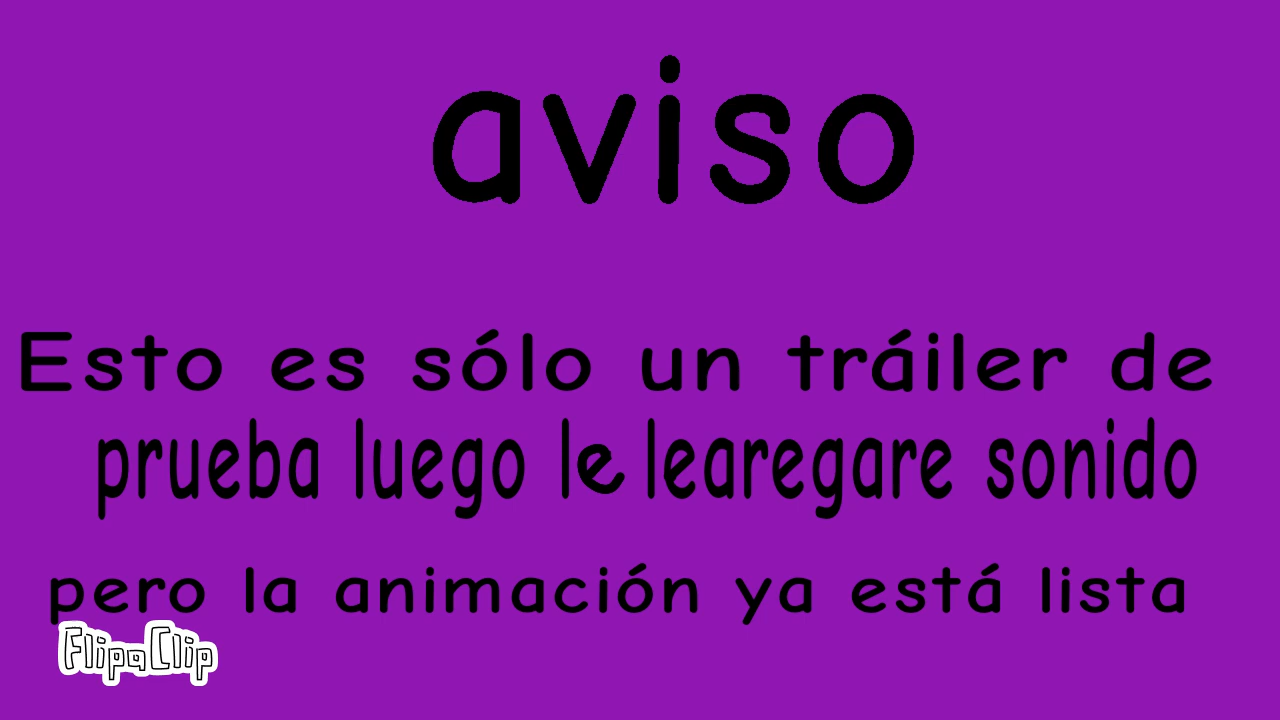 aviso
Esto es sólo un tráiler de
prueba luego le learegare sonido
pero la animación ya está lista
FlipaClip